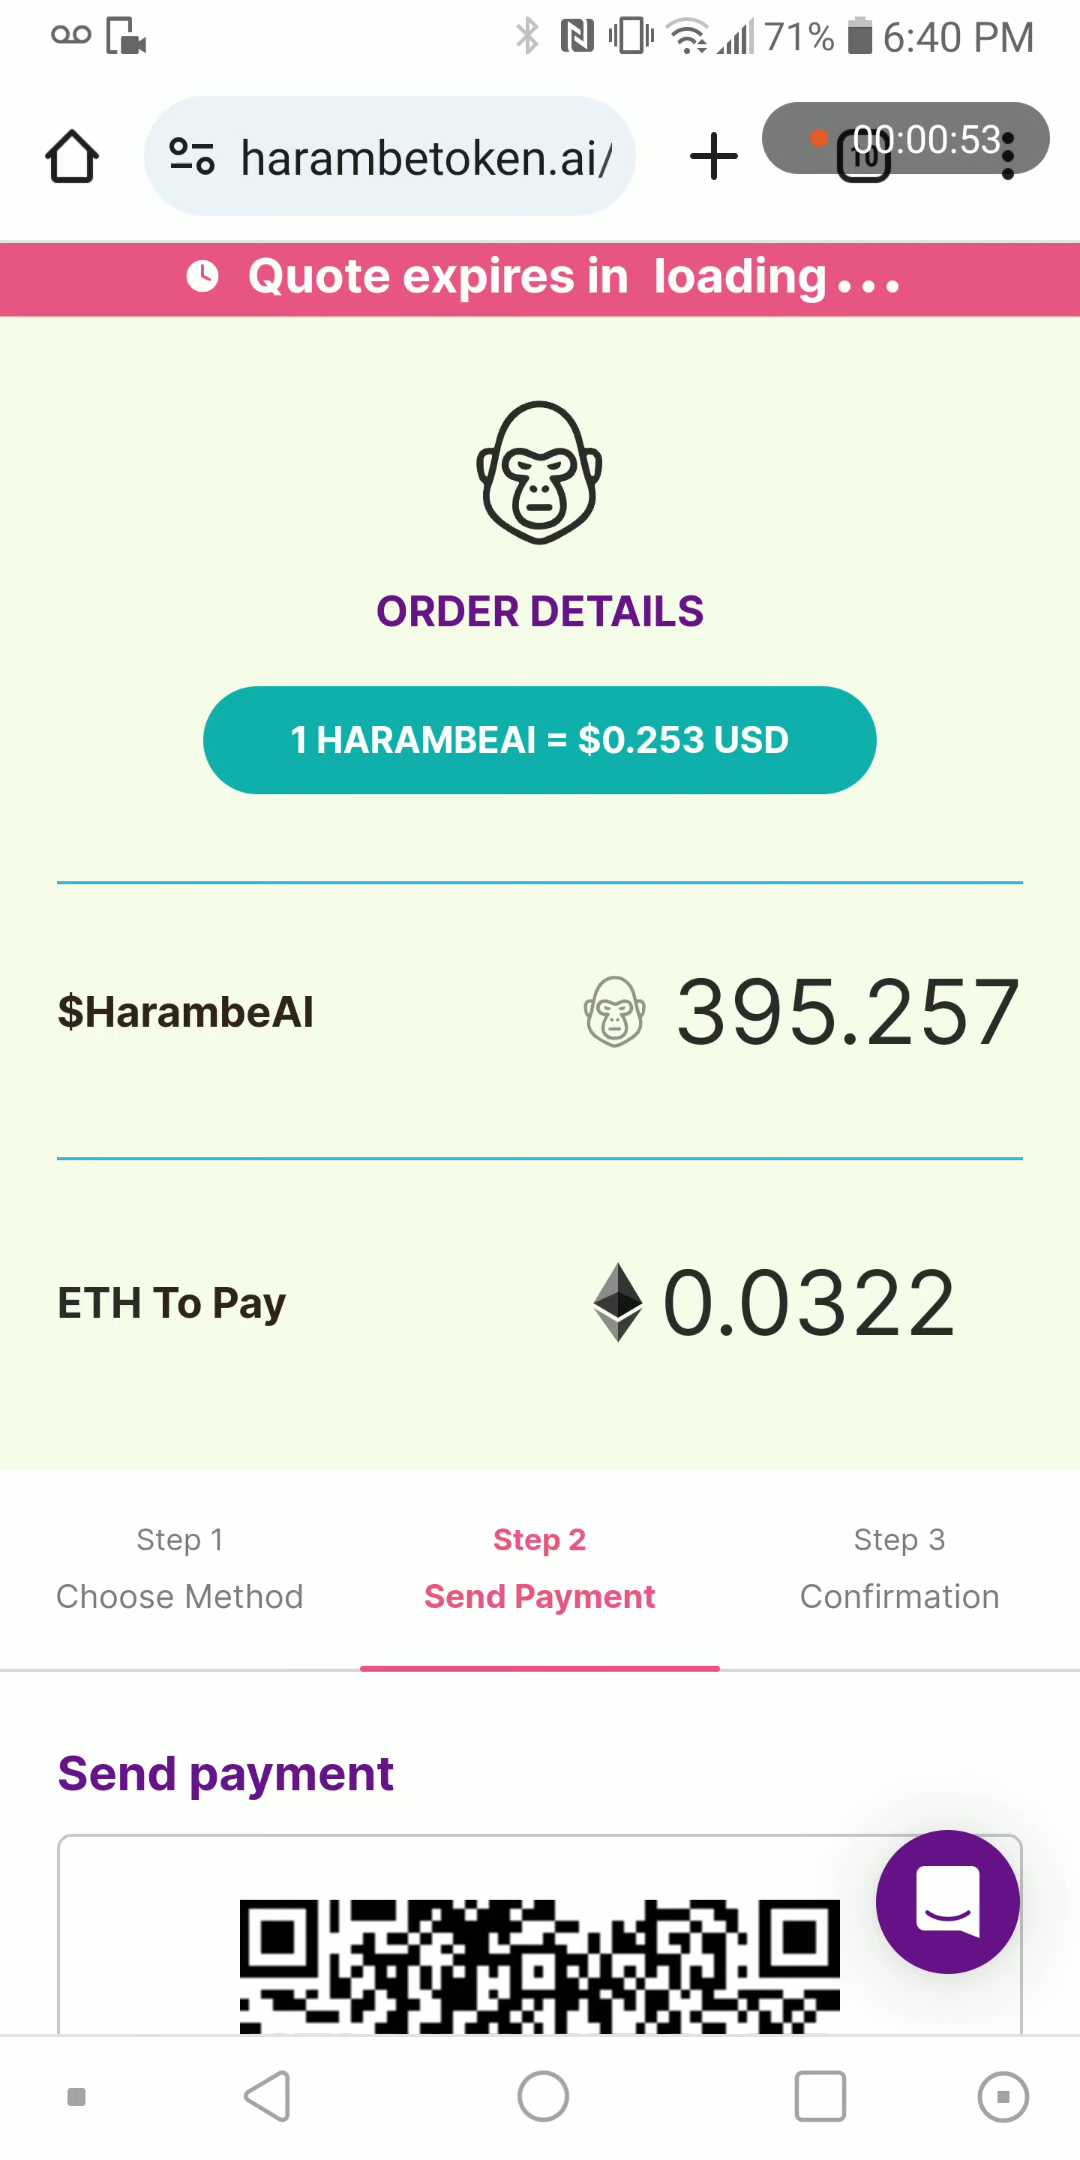 71% 6:40 PM
harambetoken.ai/
10
00:00:53
Quote expires in loading...
ORDER DETAILS
1 HARAMBEAI = $0.253 USD
$HarambeAI
395.257
ETH To Pay
0.0322
Step 1
Choose Method
Step 2
Send Payment
Step 3
Confirmation
Send payment